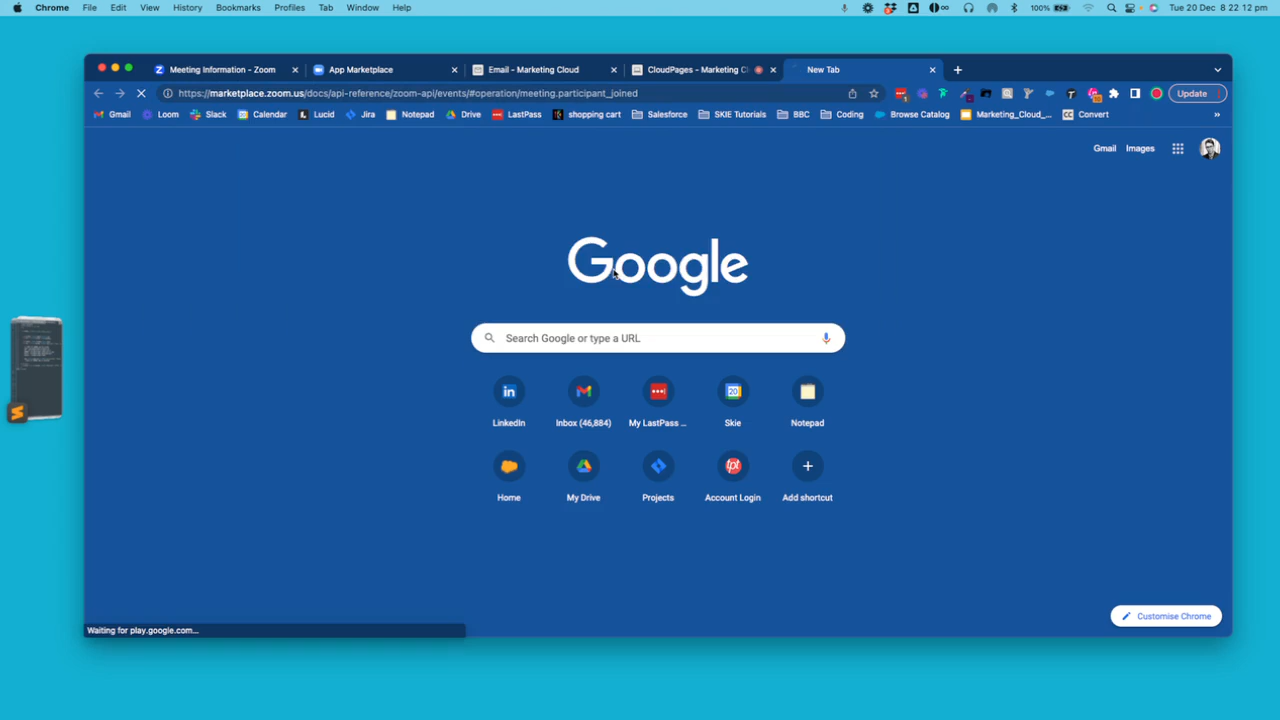 Chrome File Edit View History Bookmarks Profiles Tab Window Help 100% Tue 20 Dec 8 22 12 pm
Meeting Information - Zoom App Marketplace Email - Marketing Cloud CloudPages - Marketing Cl New Tab
https://marketplace.zoom.us/docs/api-reference/zoom-api/events/#operation/meeting.participant_joined Update
Gmail Loom Slack Calendar Lucid Jira Notepad Drive LastPass shopping cart Salesforce SKIE Tutorials BBC Coding Browse Catalog Marketing_Cloud_... Convert »
Gmail Images
Google
Search Google or type a URL
LinkedIn Inbox (46,884) My LastPass ... Skie Notepad
Home My Drive Projects Account Login Add shortcut
Customise Chrome
Waiting for play.google.com...